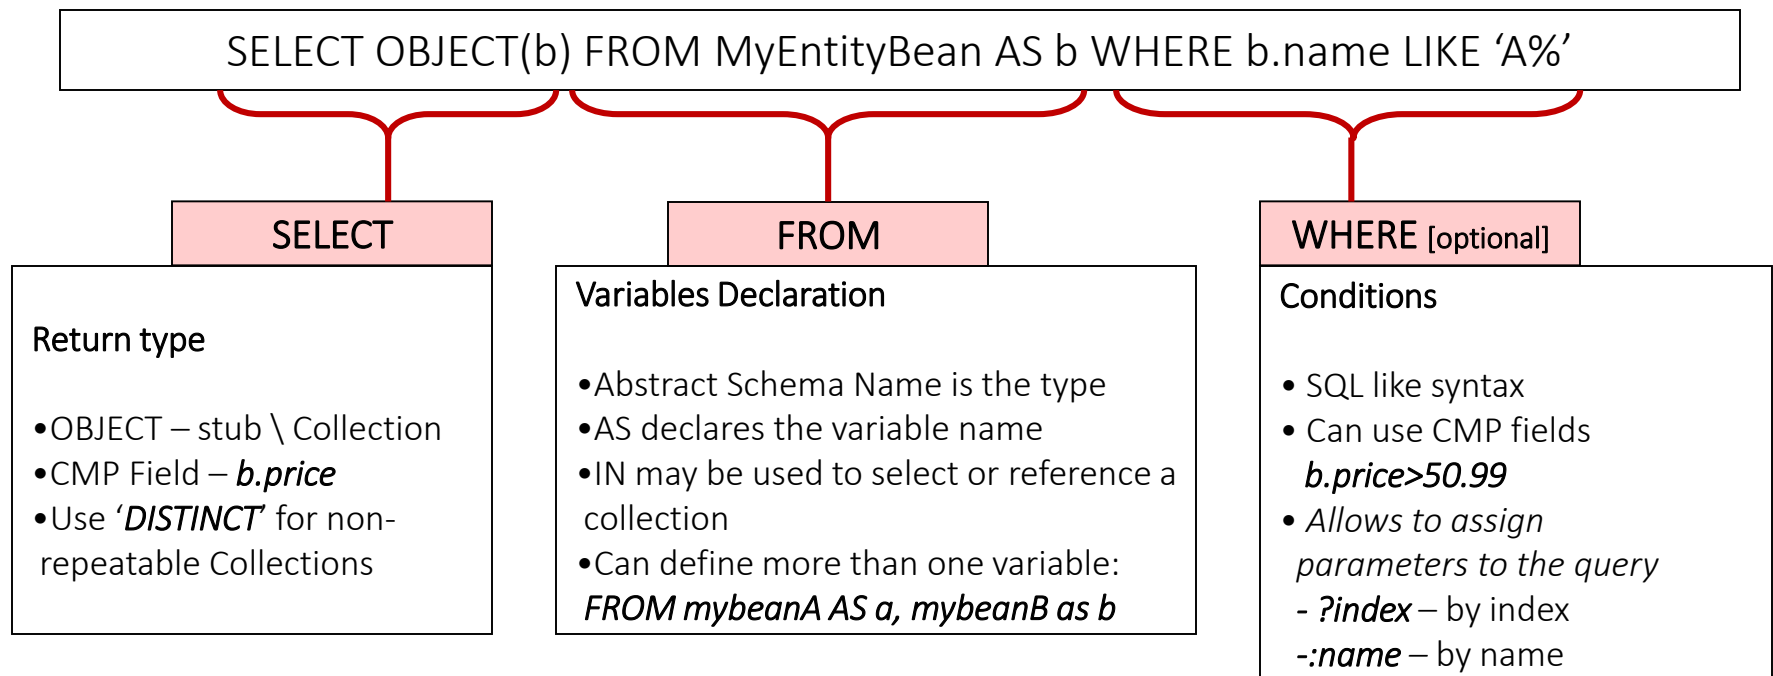 SELECT OBJECT(b) FROM MyEntityBean AS b WHERE b.name LIKE ‘A%’
SELECT
Return type
•OBJECT – stub \ Collection
•CMP Field – b.price
•Use ‘DISTINCT’ for non-
repeatable Collections
FROM
Variables Declaration
•Abstract Schema Name is the type
•AS declares the variable name
•IN may be used to select or reference a
collection
•Can define more than one variable:
FROM mybeanA AS a, mybeanB as b
WHERE [optional]
Conditions
• SQL like syntax
• Can use CMP fields
b.price>50.99
• Allows to assign
parameters to the query
- ?index – by index
-:name – by name